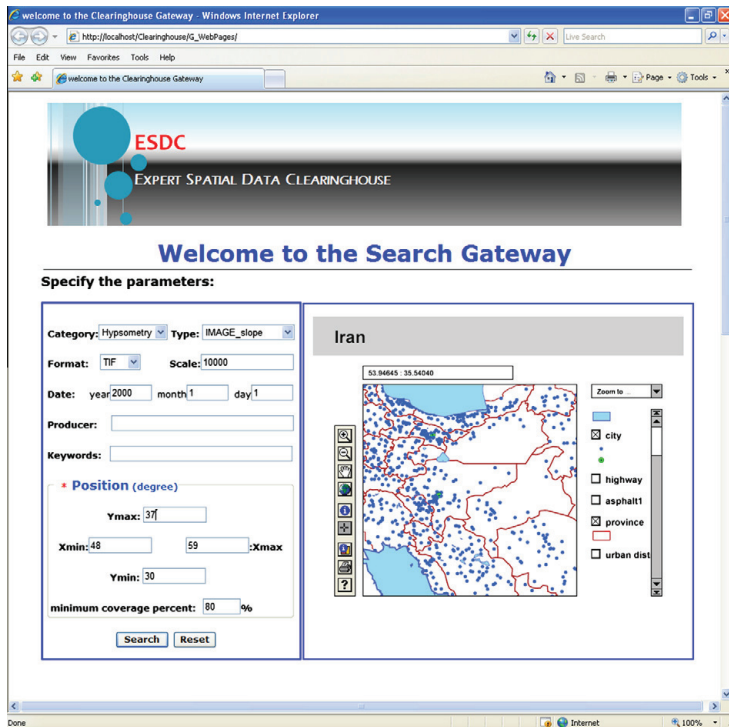 welcome to the Clearinghouse Gateway - Windows Internet Explorer
http://localhost/Clearinghouse/G_WebPages/
Live Search
File Edit View Favorites Tools Help
welcome to the Clearinghouse Gateway
Page Tools
ESDC
EXPERT SPATIAL DATA CLEARINGHOUSE
Welcome to the Search Gateway
Specify the parameters:
Category: Hypsometry Type: IMAGE_slope
Format: TIF Scale: 10000
Date: year 2000 month 1 day 1
Producer:
Keywords:
* Position (degree)
Ymax: 37
Xmin: 48 59 :Xmax
Ymin: 30
minimum coverage percent: 80 %
Search Reset
Iran
53.94645 : 35.54040
Zoom to ...
city
highway
asphalt1
province
urban dist
?
Done Internet 100%